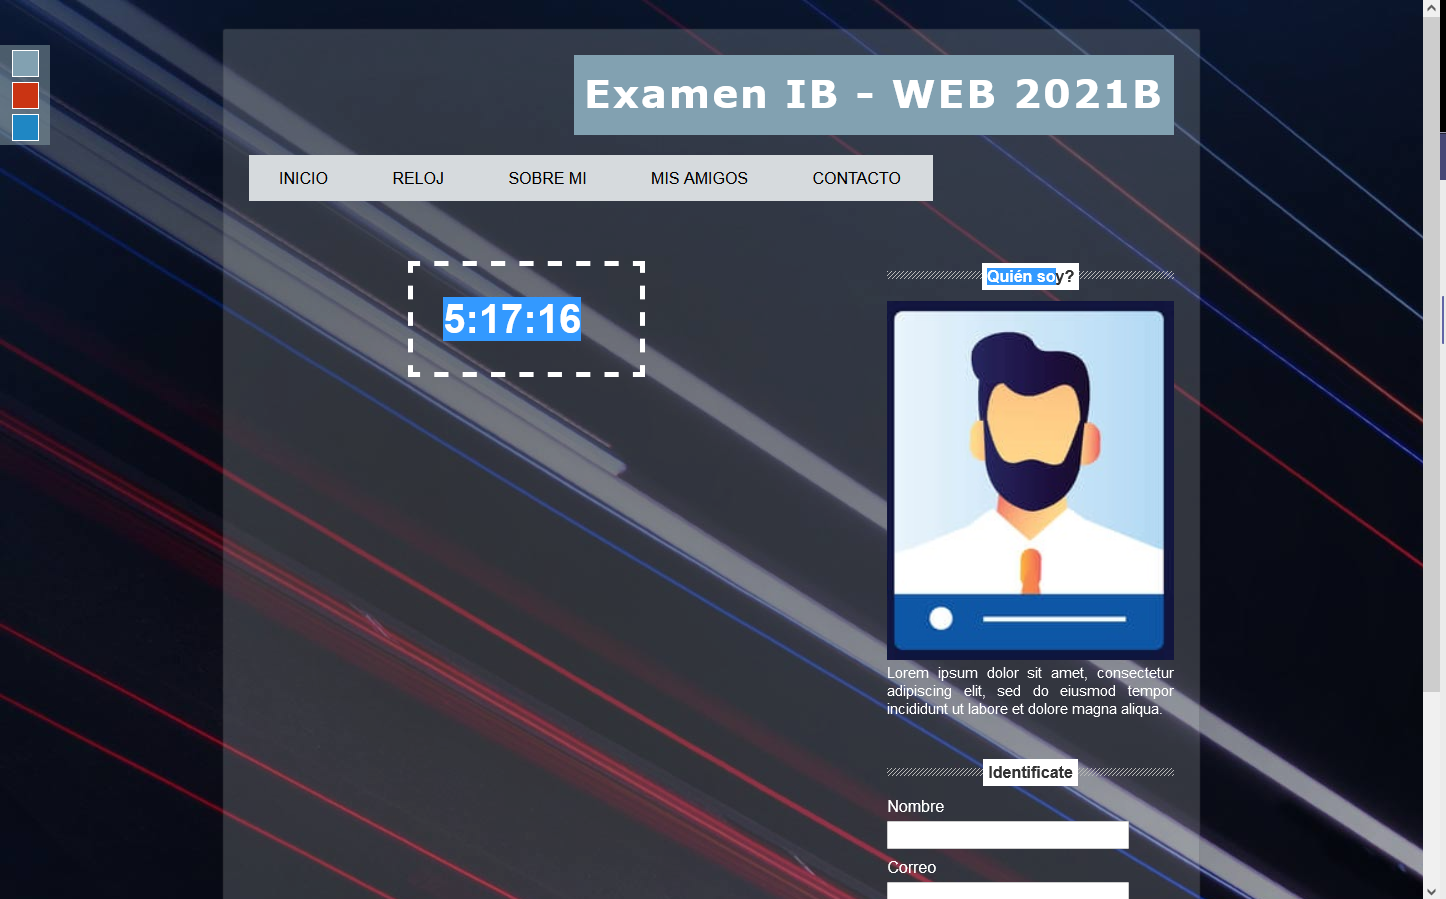 Examen IB - WEB 2021B
INICIO RELOJ SOBRE MI MIS AMIGOS CONTACTO
5:17:16
Quién soy?
Lorem ipsum dolor sit amet, consectetur
adipiscing elit, sed do eiusmod tempor
incididunt ut labore et dolore magna aliqua.
Identificate
Nombre
Correo